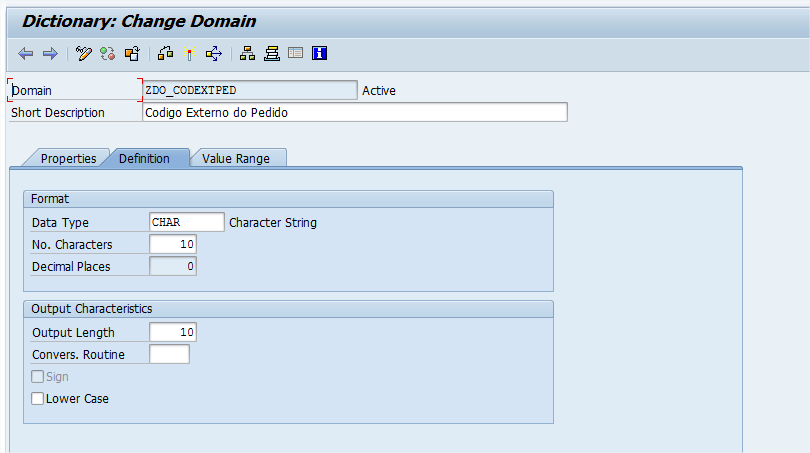 Dictionary: Change Domain
Domain ZDO_CODEXTPED Active
Short Description Codigo Externo do Pedido
Properties Definition Value Range
Format
Data Type CHAR Character String
No. Characters 10
Decimal Places 0
Output Characteristics
Output Length 10
Convers. Routine
Sign
Lower Case